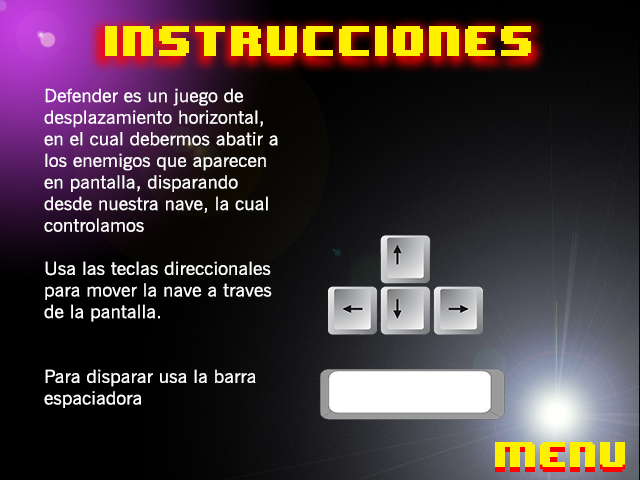 INSTRUCCIONES
Defender es un juego de
desplazamiento horizontal,
en el cual debermos abatir a
los enemigos que aparecen
en pantalla, disparando
desde nuestra nave, la cual
controlamos
Usa las teclas direccionales
para mover la nave a traves
de la pantalla.
Para disparar usa la barra
espaciadora
MENU